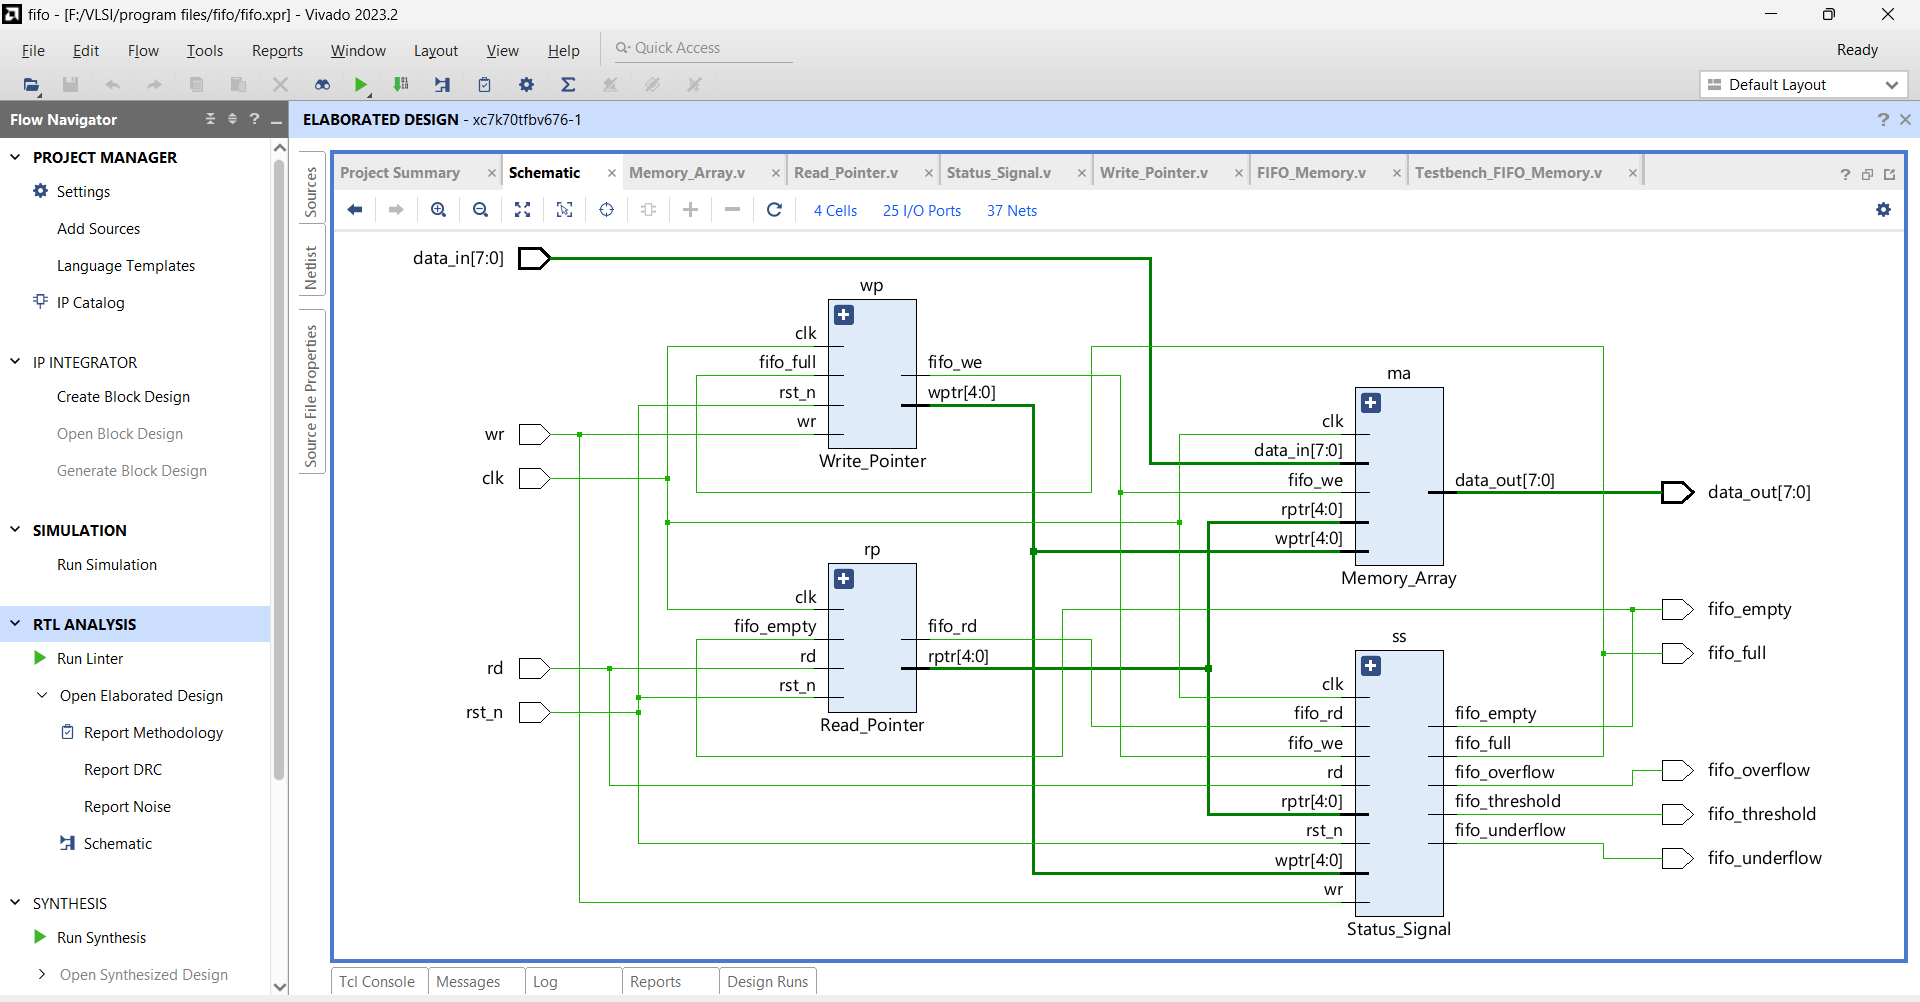 fifo - [F:/VLSI/program files/fifo/fifo.xpr] - Vivado 2023.2
File Edit Flow Tools Reports Window Layout View Help Quick Access
Ready
Default Layout
Flow Navigator
PROJECT MANAGER
Settings
Add Sources
Language Templates
IP Catalog
IP INTEGRATOR
Create Block Design
Open Block Design
Generate Block Design
SIMULATION
Run Simulation
RTL ANALYSIS
Run Linter
Open Elaborated Design
Report Methodology
Report DRC
Report Noise
Schematic
SYNTHESIS
Run Synthesis
Open Synthesized Design
ELABORATED DESIGN - xc7k70tfbv676-1
Sources
Netlist
Source File Properties
Project Summary Schematic Memory_Array.v Read_Pointer.v Status_Signal.v Write_Pointer.v FIFO_Memory.v Testbench_FIFO_Memory.v
4 Cells 25 I/O Ports 37 Nets
data_in[7:0]
wr
clk
rd
rst_n
wp
clk
fifo_full
rst_n
wr
fifo_we
wptr[4:0]
Write_Pointer
rp
clk
fifo_empty
rd
rst_n
fifo_rd
rptr[4:0]
Read_Pointer
ma
clk
data_in[7:0]
fifo_we
rptr[4:0]
wptr[4:0]
data_out[7:0]
Memory_Array
ss
clk
fifo_rd
fifo_we
rd
rptr[4:0]
rst_n
wptr[4:0]
wr
fifo_empty
fifo_full
fifo_overflow
fifo_threshold
fifo_underflow
Status_Signal
data_out[7:0]
fifo_empty
fifo_full
fifo_overflow
fifo_threshold
fifo_underflow
Tcl Console Messages Log Reports Design Runs